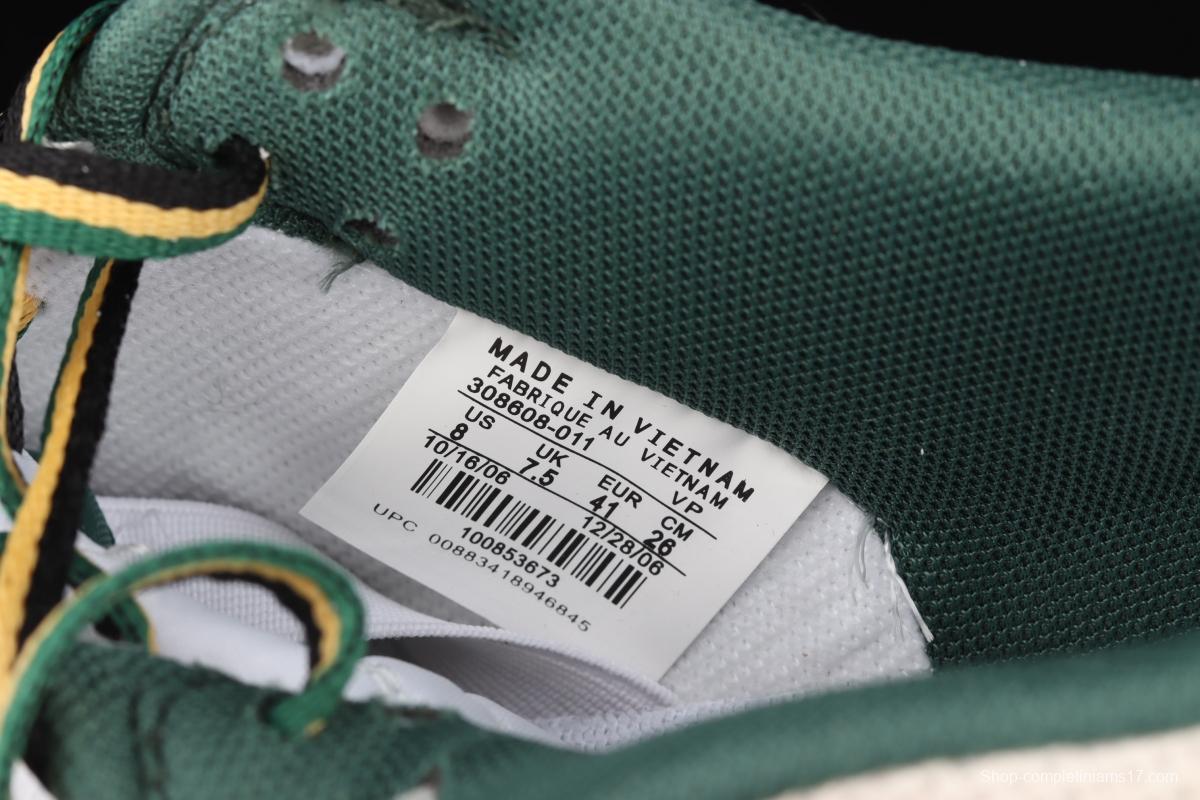 MADE IN VIETNAM
FABRIQUE AU VIETNAM
308608-011 VP
US UK EUR CM
8 7.5 41 26
10/16/06 12/28/06
100853673
UPC 00883418946845
Shop-completiniams17.com